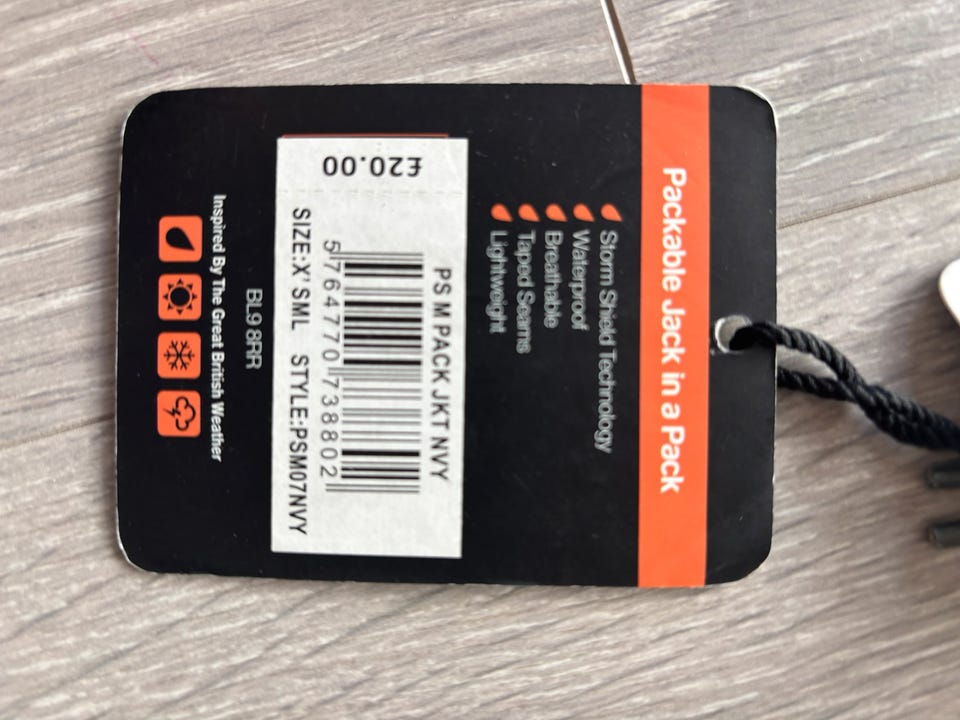 Packable Jack in a Pack
Storm Shield Technology
Waterproof
Breathable
Taped Seams
Lightweight
PS M PACK JKT NVY
5 764770 738802
SIZE:X'SML STYLE:PSM07NVY
£20.00
BL9 8RR
Inspired By The Great British Weather